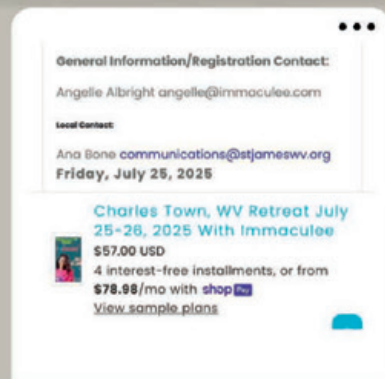 General Information/Registration Contact:
Angelle Albright angelle@immaculee.com
Local Contact:
Ana Bone communications@stjameswv.org
Friday, July 25, 2025
Charles Town, WV Retreat July
25-26, 2025 With Immaculee
$57.00 USD
4 interest-free installments, or from
$78.98/mo with shop Pay
View sample plans